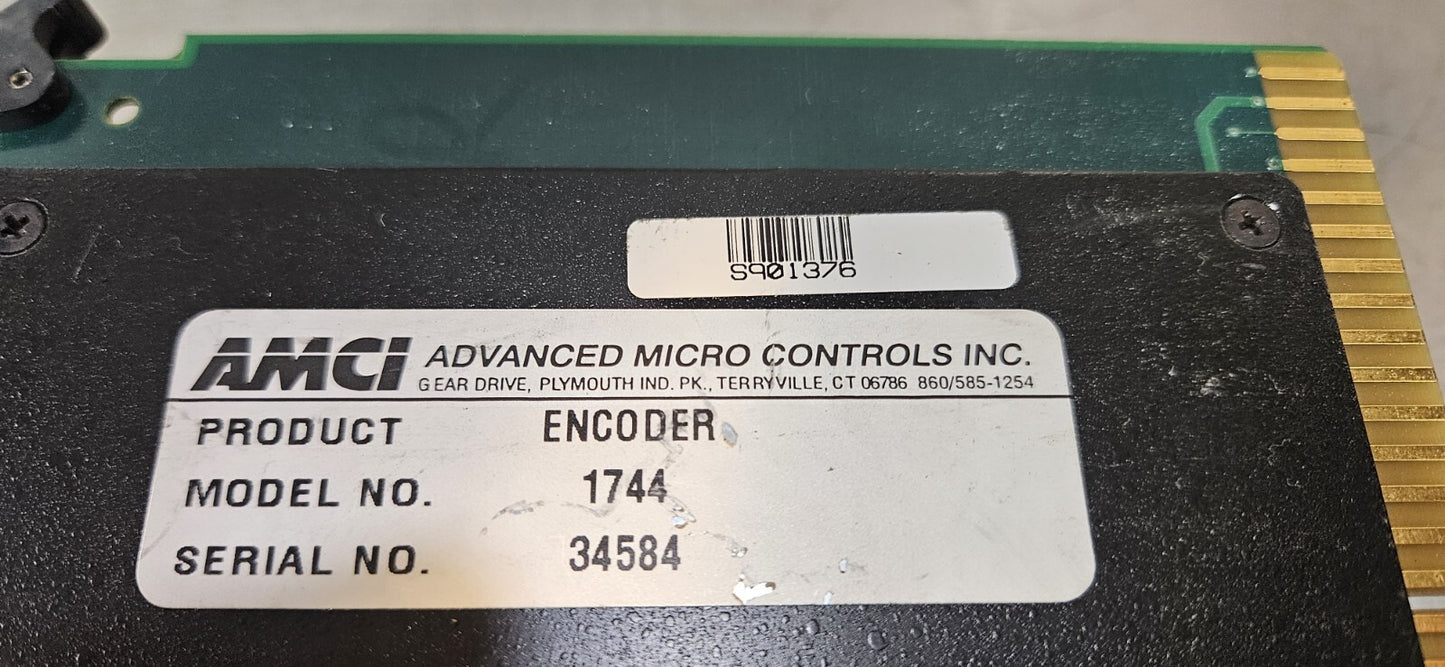 S901376
AMCI ADVANCED MICRO CONTROLS INC.
GEAR DRIVE, PLYMOUTH IND. PK., TERRYVILLE, CT 06786 860/585-1254
PRODUCT ENCODER
MODEL NO. 1744
SERIAL NO. 34584